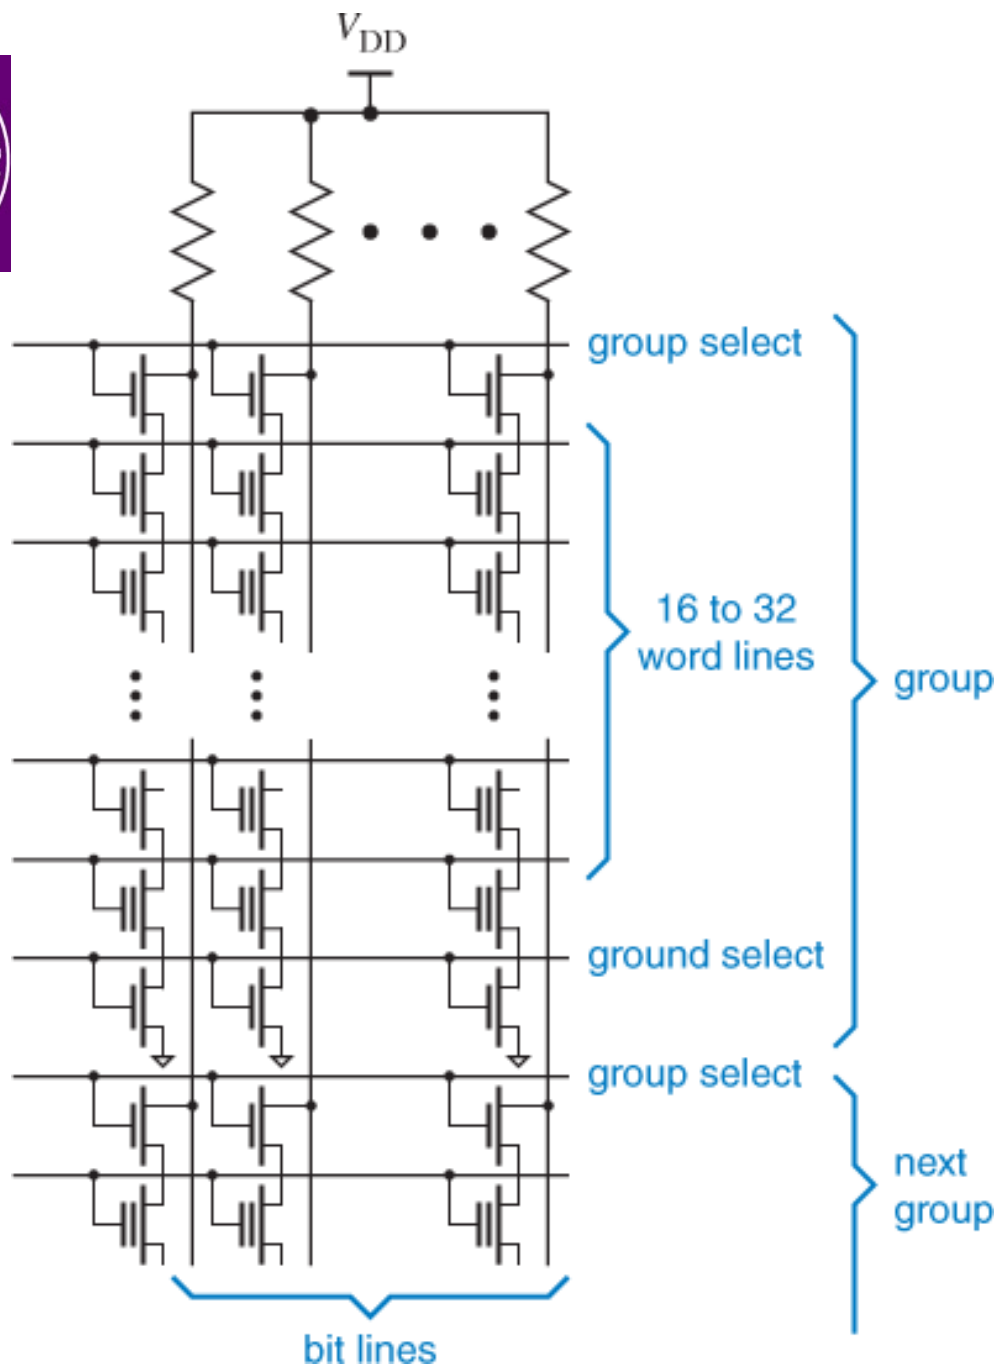 VDD
group select
16 to 32
word lines
group
ground select
group select
next
group
bit lines